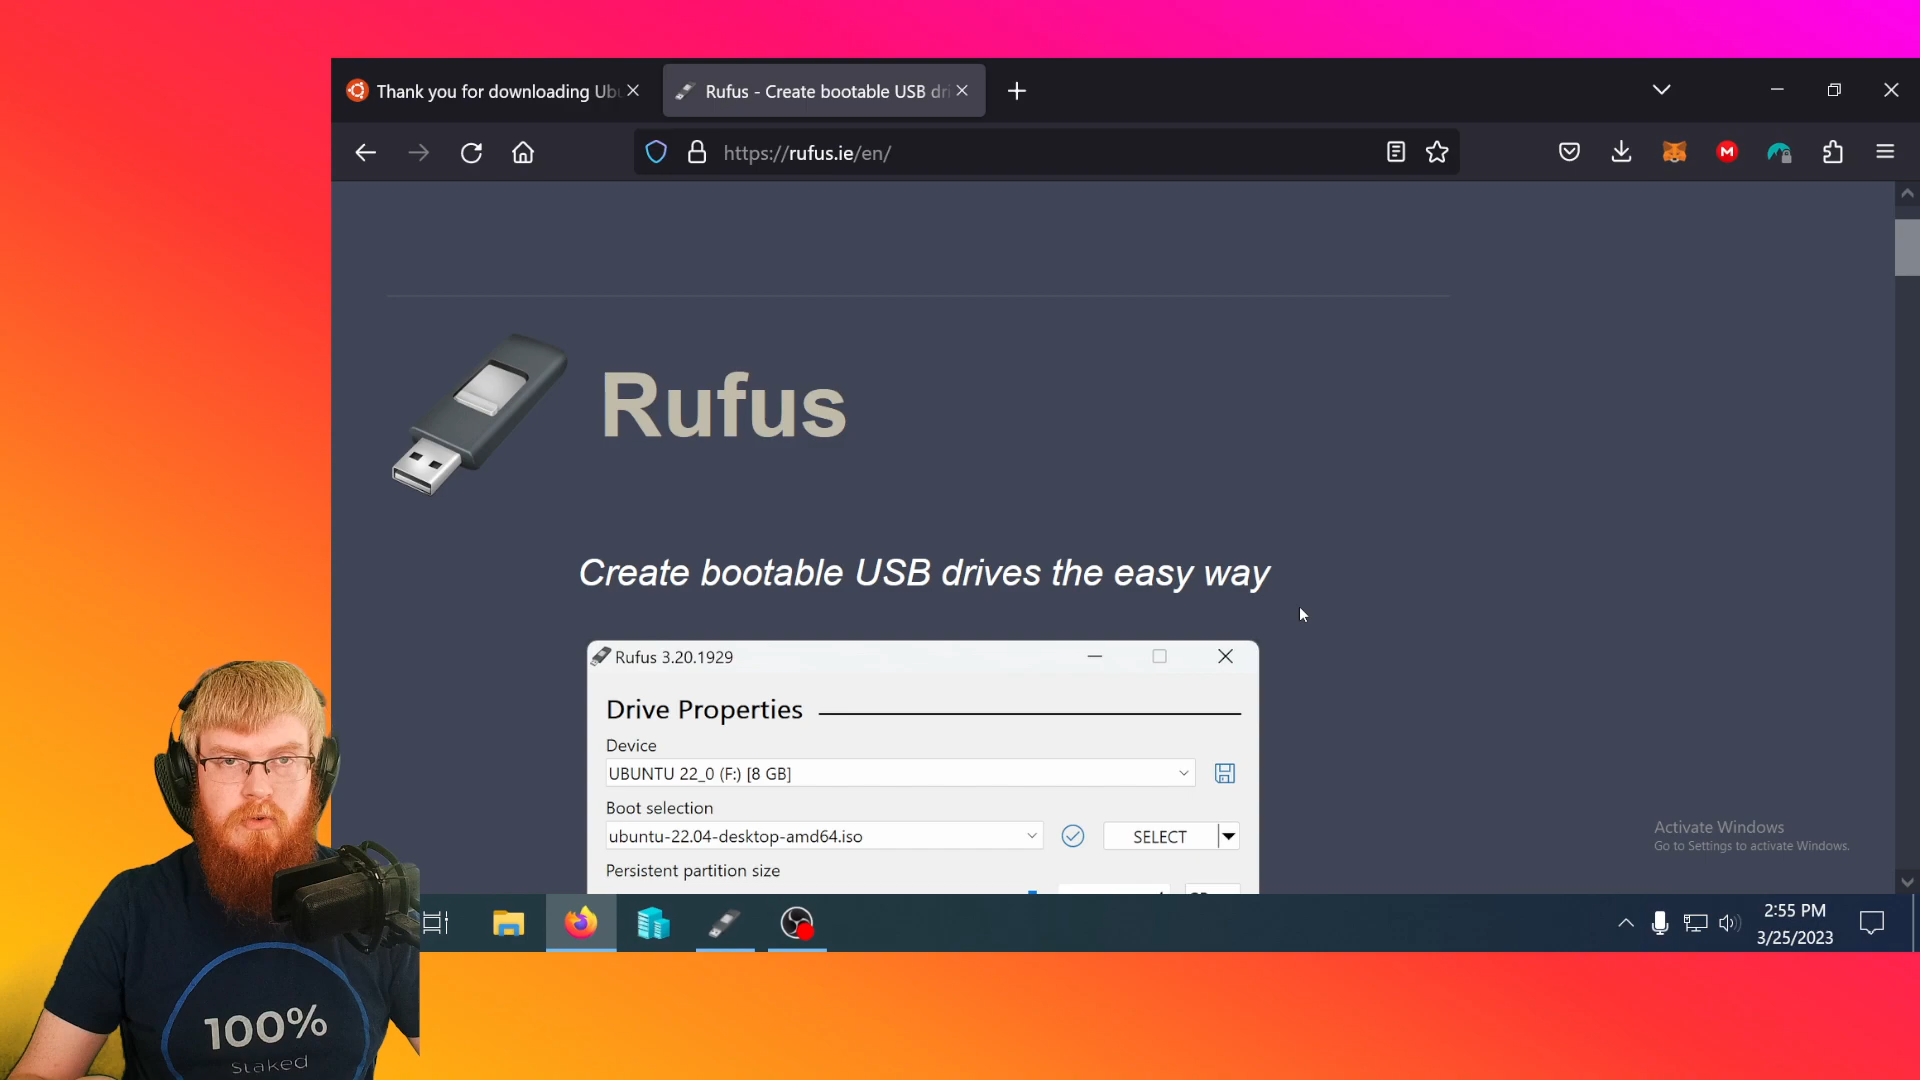 Thank you for downloading Ubu
Rufus - Create bootable USB dri
https://rufus.ie/en/
M
Rufus
Create bootable USB drives the easy way
Rufus 3.20.1929
Drive Properties
Device
UBUNTU 22_0 (F:) [8 GB]
Boot selection
ubuntu-22.04-desktop-amd64.iso
SELECT
Persistent partition size
Activate Windows
Go to Settings to activate Windows.
2:55 PM
3/25/2023
100%
Staked